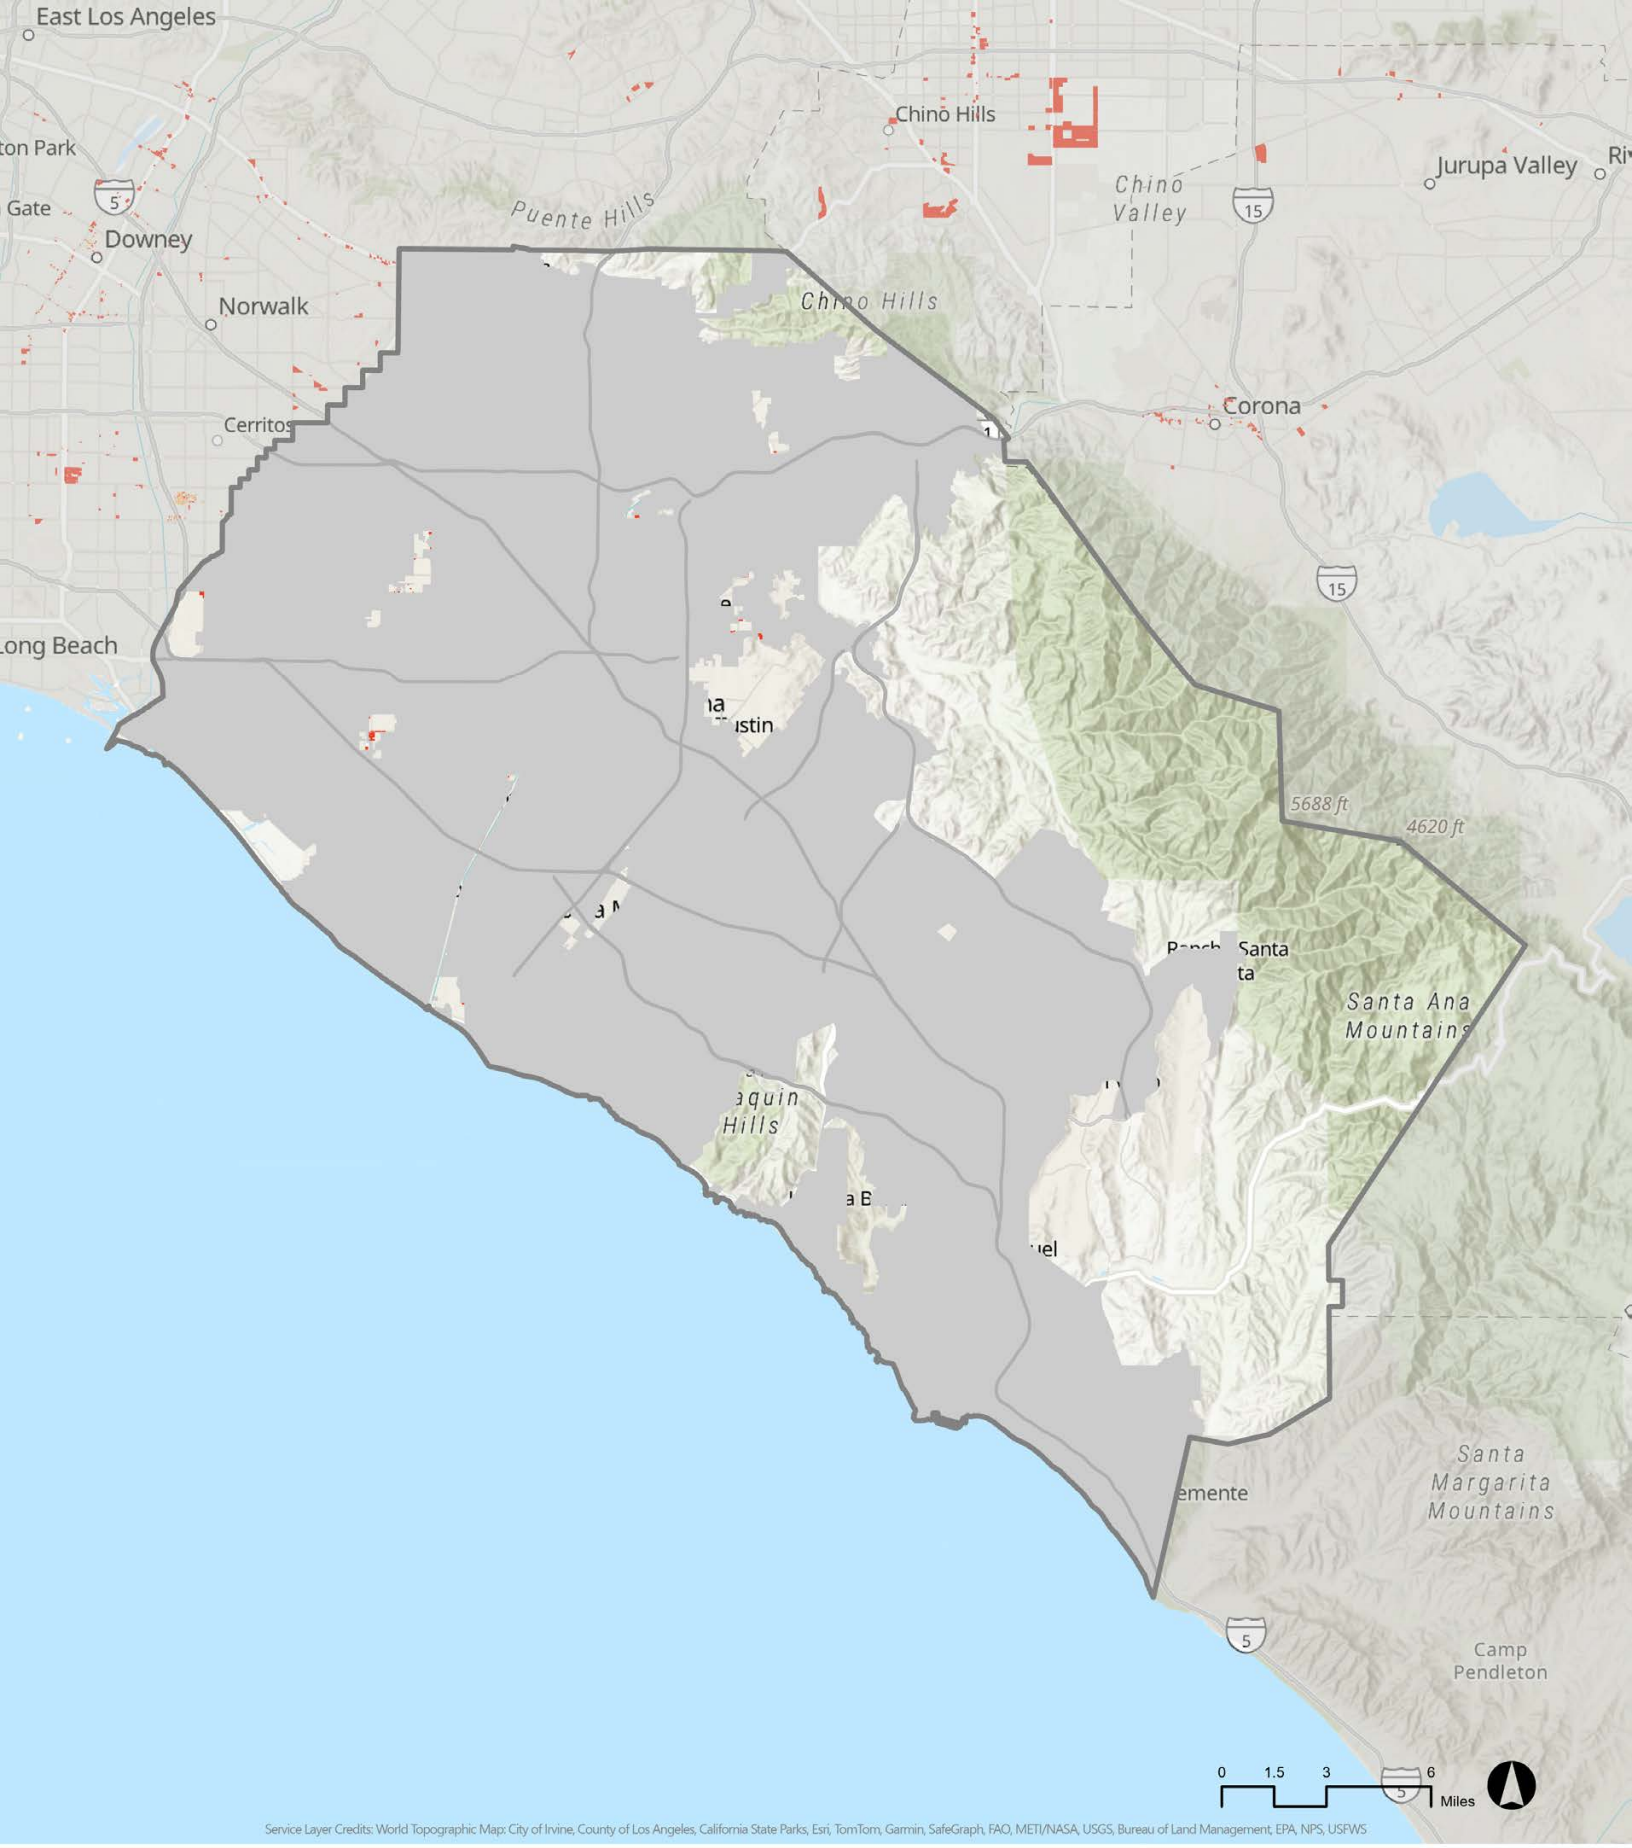 East Los Angeles
ton Park
Gate
5
Downey
Norwalk
Cerritos
Long Beach
Puente Hills
Chino Hills
Chino
Valley
15
Jurupa Valley
Chino Hills
Corona
1
15
ustin
5688 ft
4620 ft
Santa
ta
Santa Ana
Mountains
aquin
Hills
a B
uel
emente
Santa
Margarita
Mountains
5
Camp
Pendleton
0 1.5 3 6
Miles
5
Service Layer Credits: World Topographic Map: City of Irvine, County of Los Angeles, California State Parks, Esri, TomTom, Garmin, SafeGraph, FAO, METI/NASA, USGS, Bureau of Land Management, EPA, NPS, USFWS